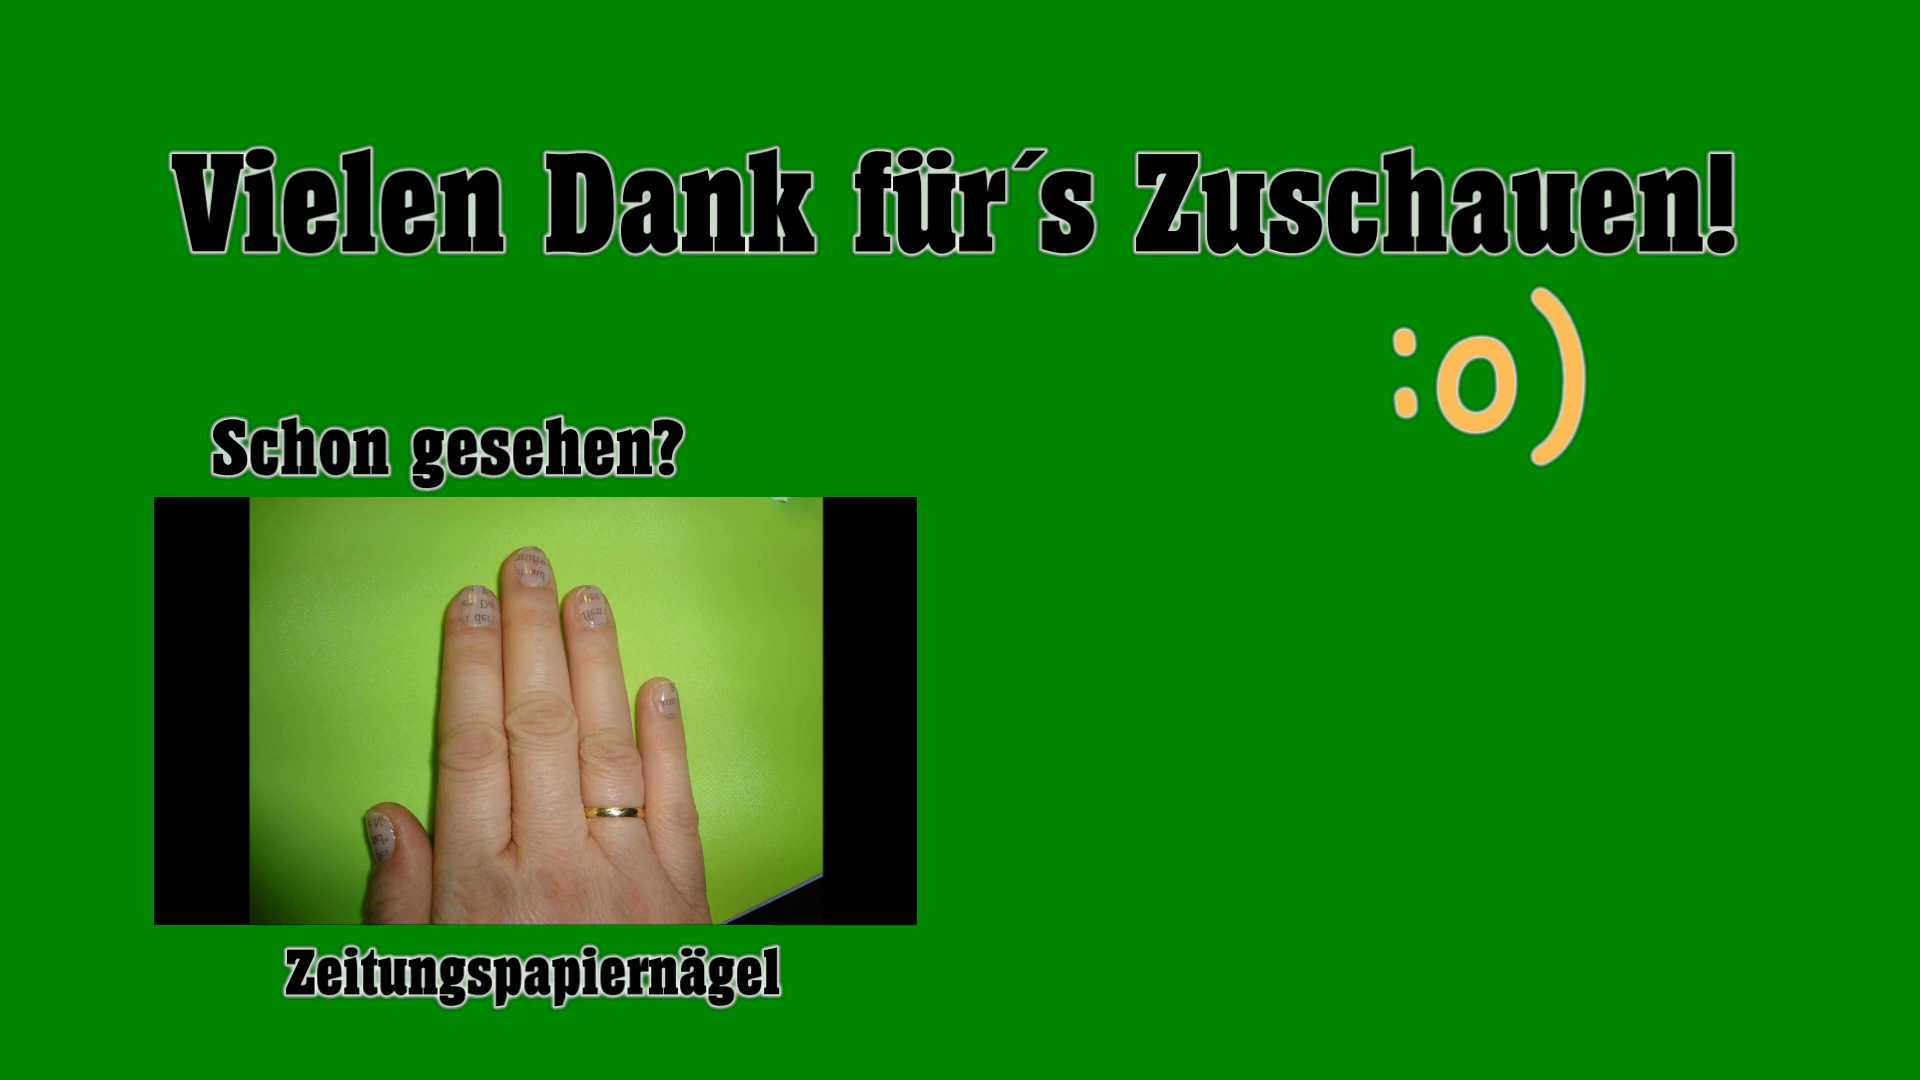 Vielen Dank für´s Zuschauen!
:o)
Schon gesehen?
Zeitungspapiernägel